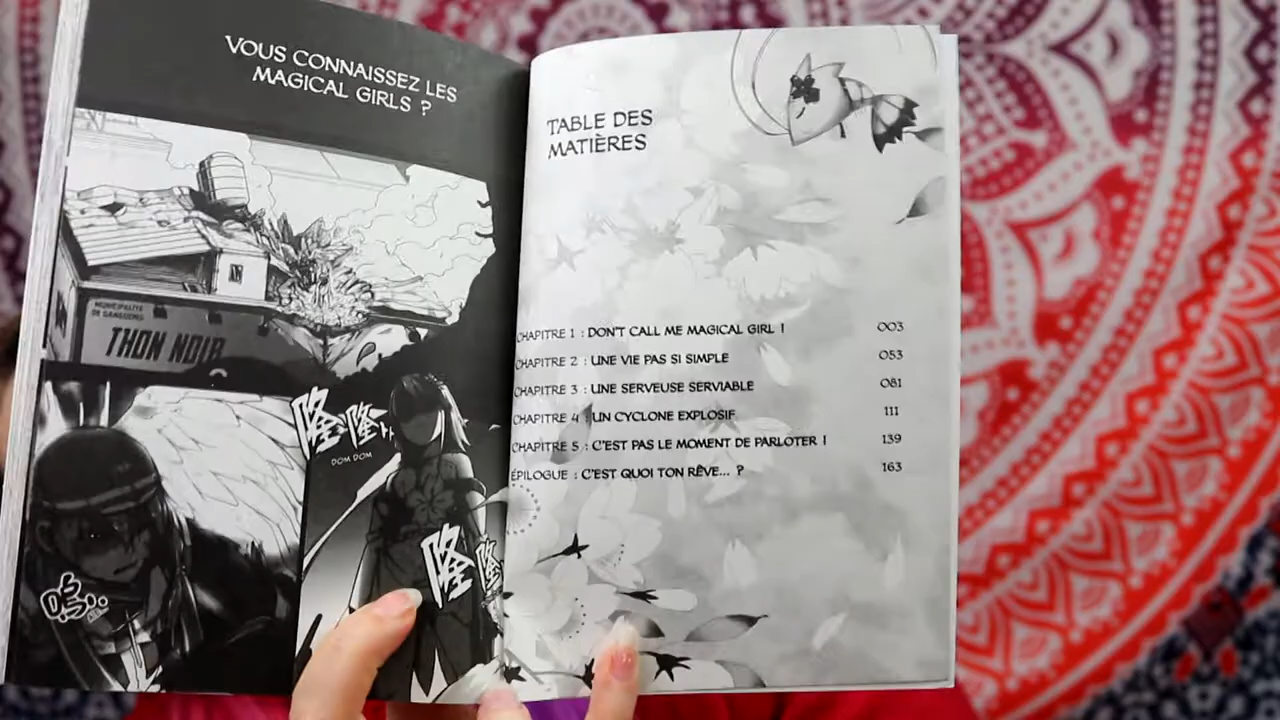 VOUS CONNAISSEZ LES
MAGICAL GIRLS ?
MUNICIPALITÉ
THON NOIR
隆 隆
DOM DOM
隆 隆
嗚..
TABLE DES
MATIÈRES
CHAPITRE 1 : DON'T CALL ME MAGICAL GIRL ! 003
CHAPITRE 2 : UNE VIE PAS SI SIMPLE 053
CHAPITRE 3 : UNE SERVEUSE SERVIABLE 081
CHAPITRE 4 : UN CYCLONE EXPLOSIF 111
CHAPITRE 5 : C'EST PAS LE MOMENT DE PARLOTER ! 139
ÉPILOGUE : C'EST QUOI TON RÊVE... ? 163